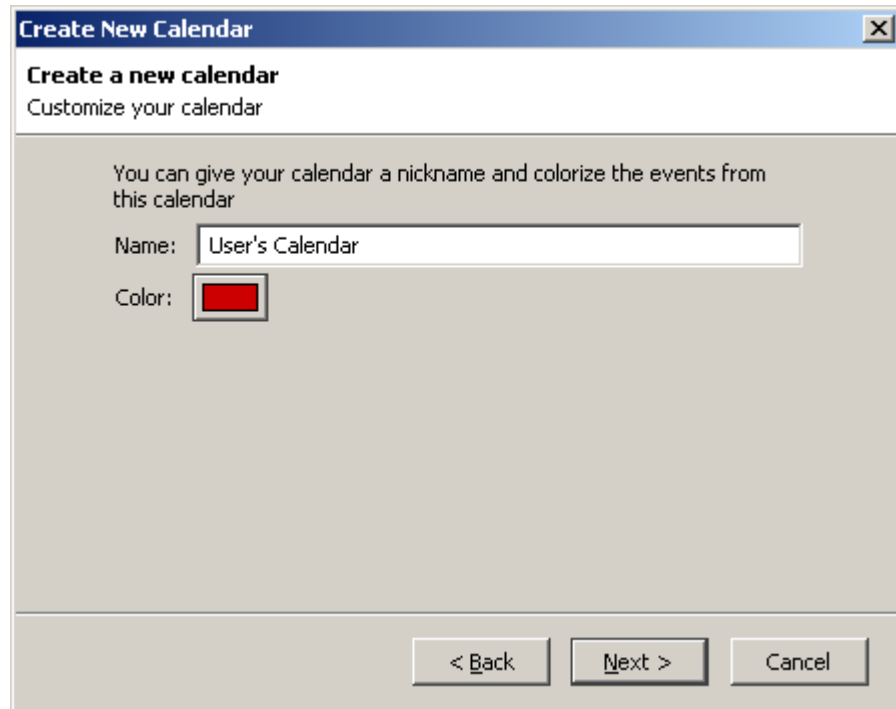 Create New Calendar
Create a new calendar
Customize your calendar
You can give your calendar a nickname and colorize the events from
this calendar
Name: User's Calendar
Color:
< Back Next > Cancel